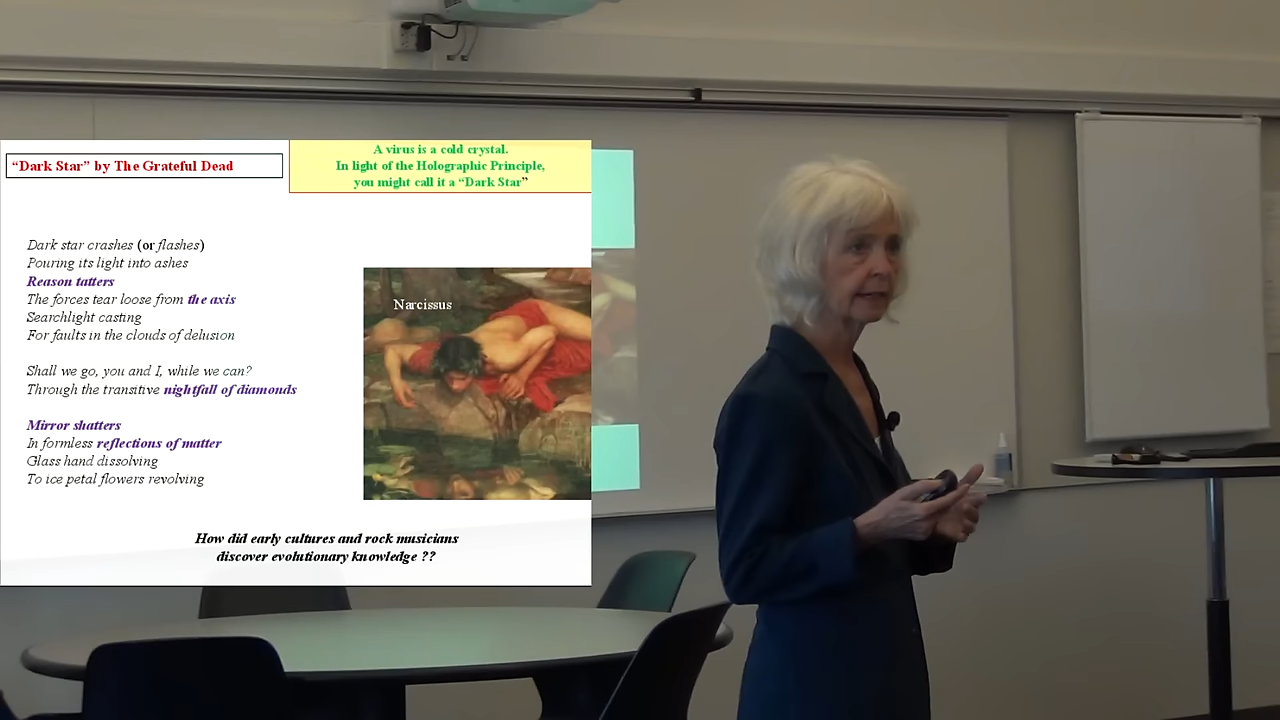 “Dark Star” by The Grateful Dead
A virus is a cold crystal.
In light of the Holographic Principle,
you might call it a “Dark Star”
Dark star crashes (or flashes)
Pouring its light into ashes
Reason tatters
The forces tear loose from the axis
Searchlight casting
For faults in the clouds of delusion
Shall we go, you and I, while we can?
Through the transitive nightfall of diamonds
Mirror shatters
In formless reflections of matter
Glass hand dissolving
To ice petal flowers revolving
Narcissus
How did early cultures and rock musicians
discover evolutionary knowledge ??